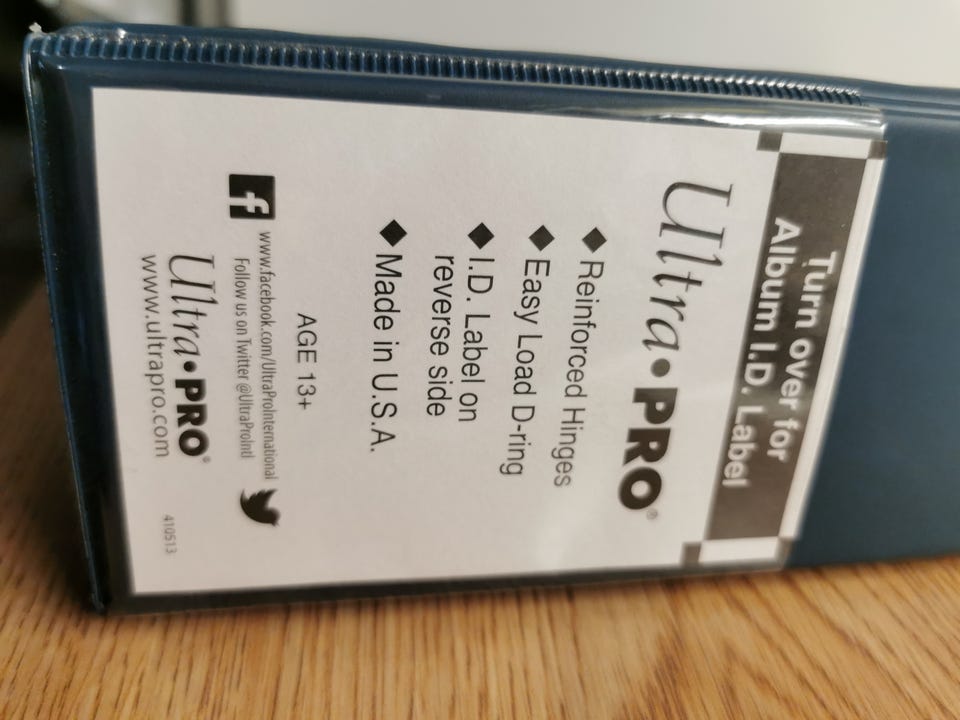 Turn over for
Album I.D. Label
Ultra•PRO®
◆ Reinforced Hinges
◆ Easy Load D-ring
◆ I.D. Label on
reverse side
◆ Made in U.S.A.
AGE 13+
www.facebook.com/UltraProInternational
Follow us on Twitter @UltraProIntl
Ultra•PRO®
www.ultrapro.com
410513